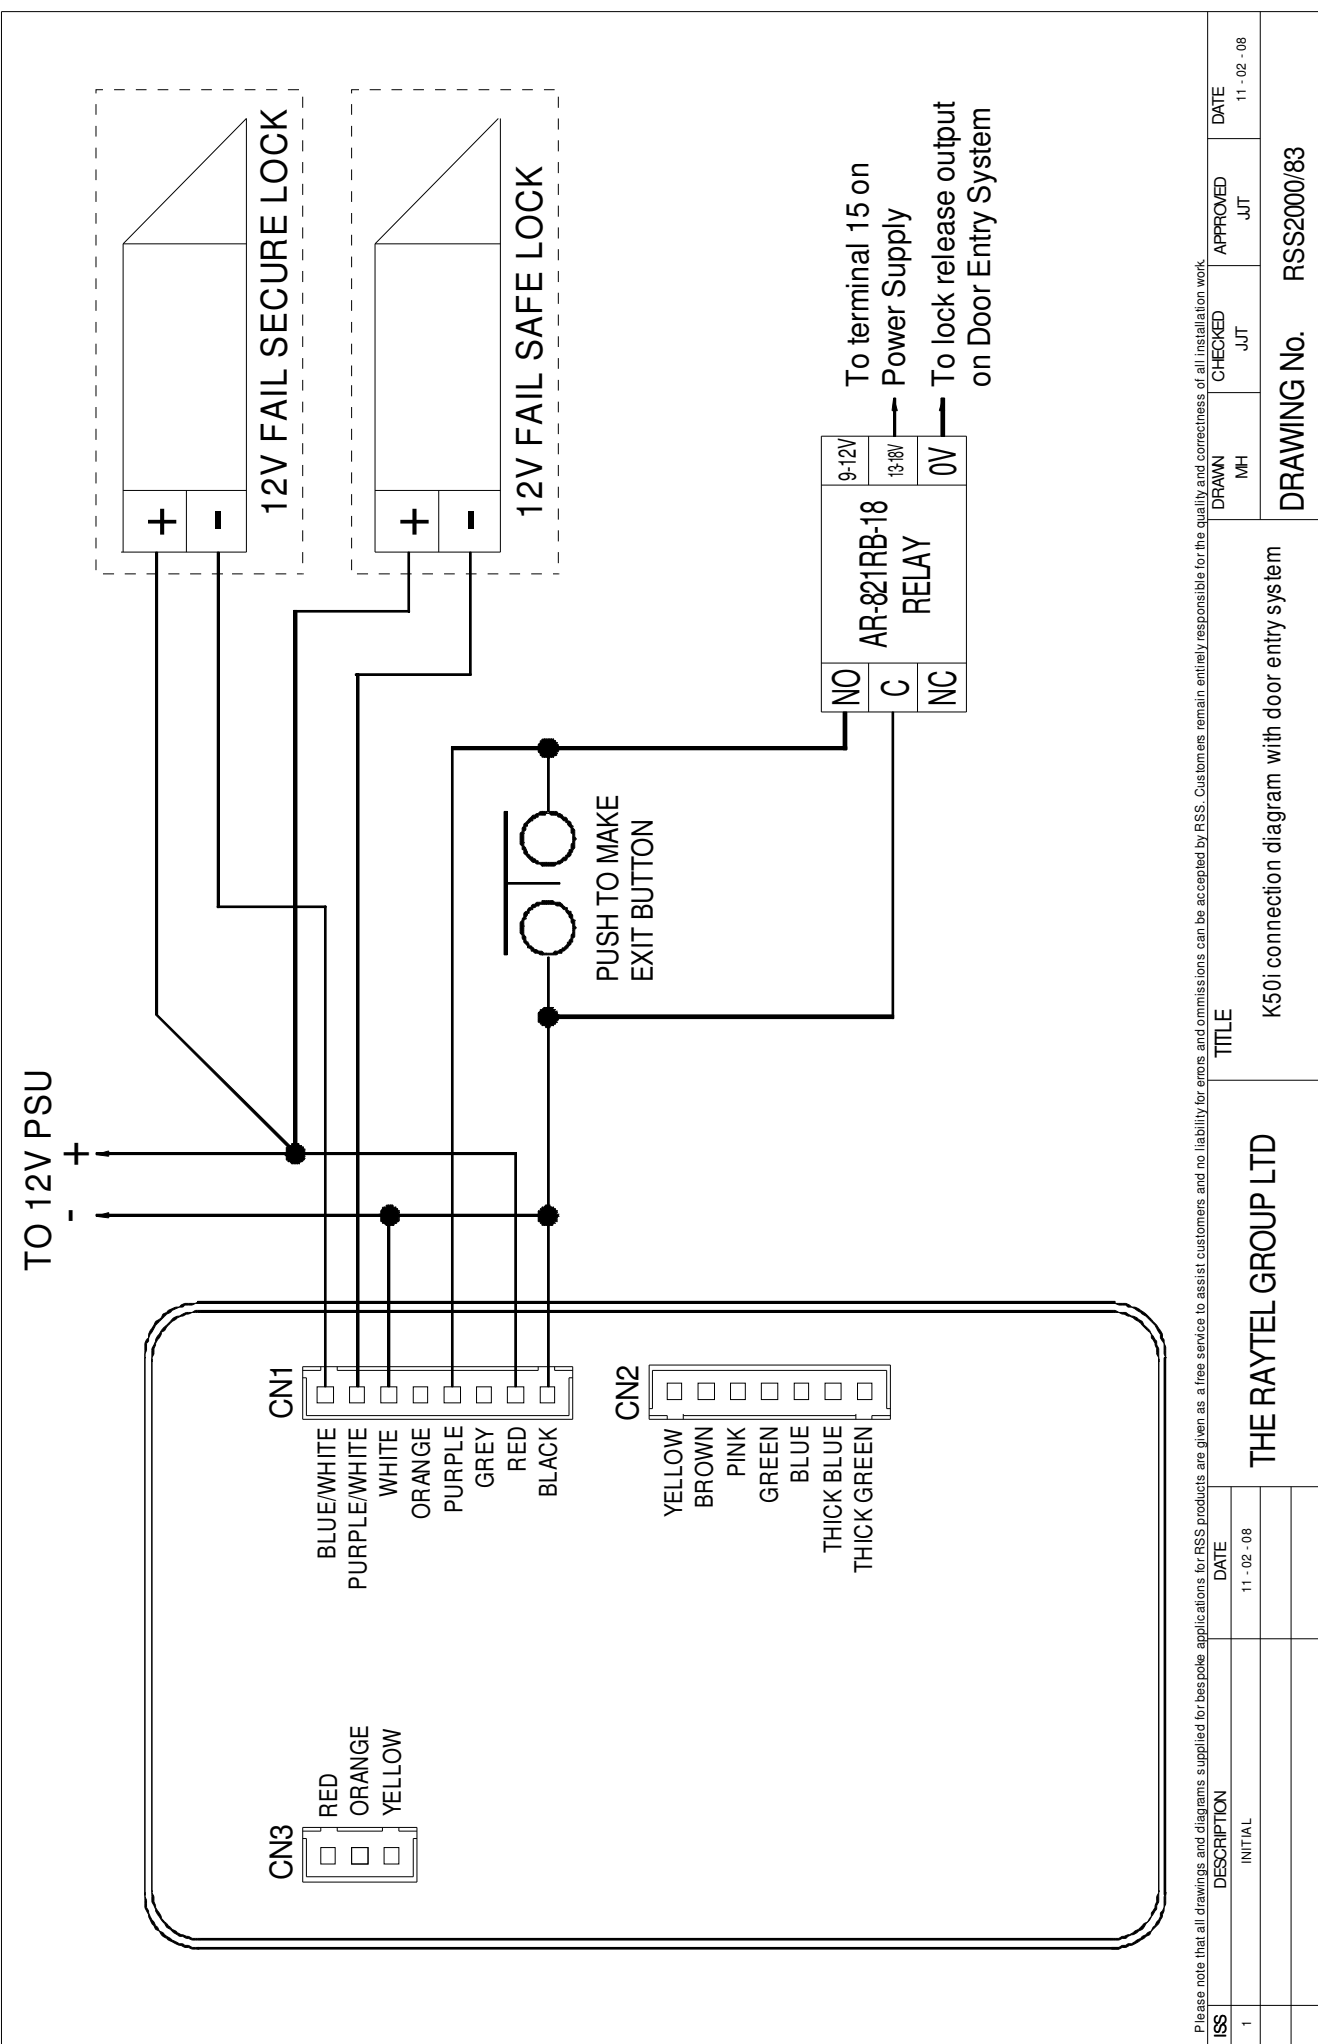 TO 12V PSU
-
+
12V FAIL SECURE LOCK
+
-
12V FAIL SAFE LOCK
+
-
CN3
RED
ORANGE
YELLOW
CN1
BLUE/WHITE
PURPLE/WHITE
WHITE
ORANGE
PURPLE
GREY
RED
BLACK
CN2
YELLOW
BROWN
PINK
GREEN
BLUE
THICK BLUE
THICK GREEN
PUSH TO MAKE
EXIT BUTTON
NO
C
NC
AR-821RB-18
RELAY
9-12V
13-18V
0V
To terminal 15 on
Power Supply
To lock release output
on Door Entry System
Please note that all drawings and diagrams supplied for bespoke applications for RSS products are given as a free service to assist customers and no liability for errors and ommissions can be accepted by RSS. Customers remain entirely responsible for the quality and correctness of all installation work.
ISS
DESCRIPTION
DATE
1
INITIAL
11 - 02 - 08
THE RAYTEL GROUP LTD
TITLE
K50i connection diagram with door entry system
DRAWN
MH
CHECKED
JJT
APPROVED
JJT
DATE
11 - 02 - 08
DRAWING No. RSS2000/83